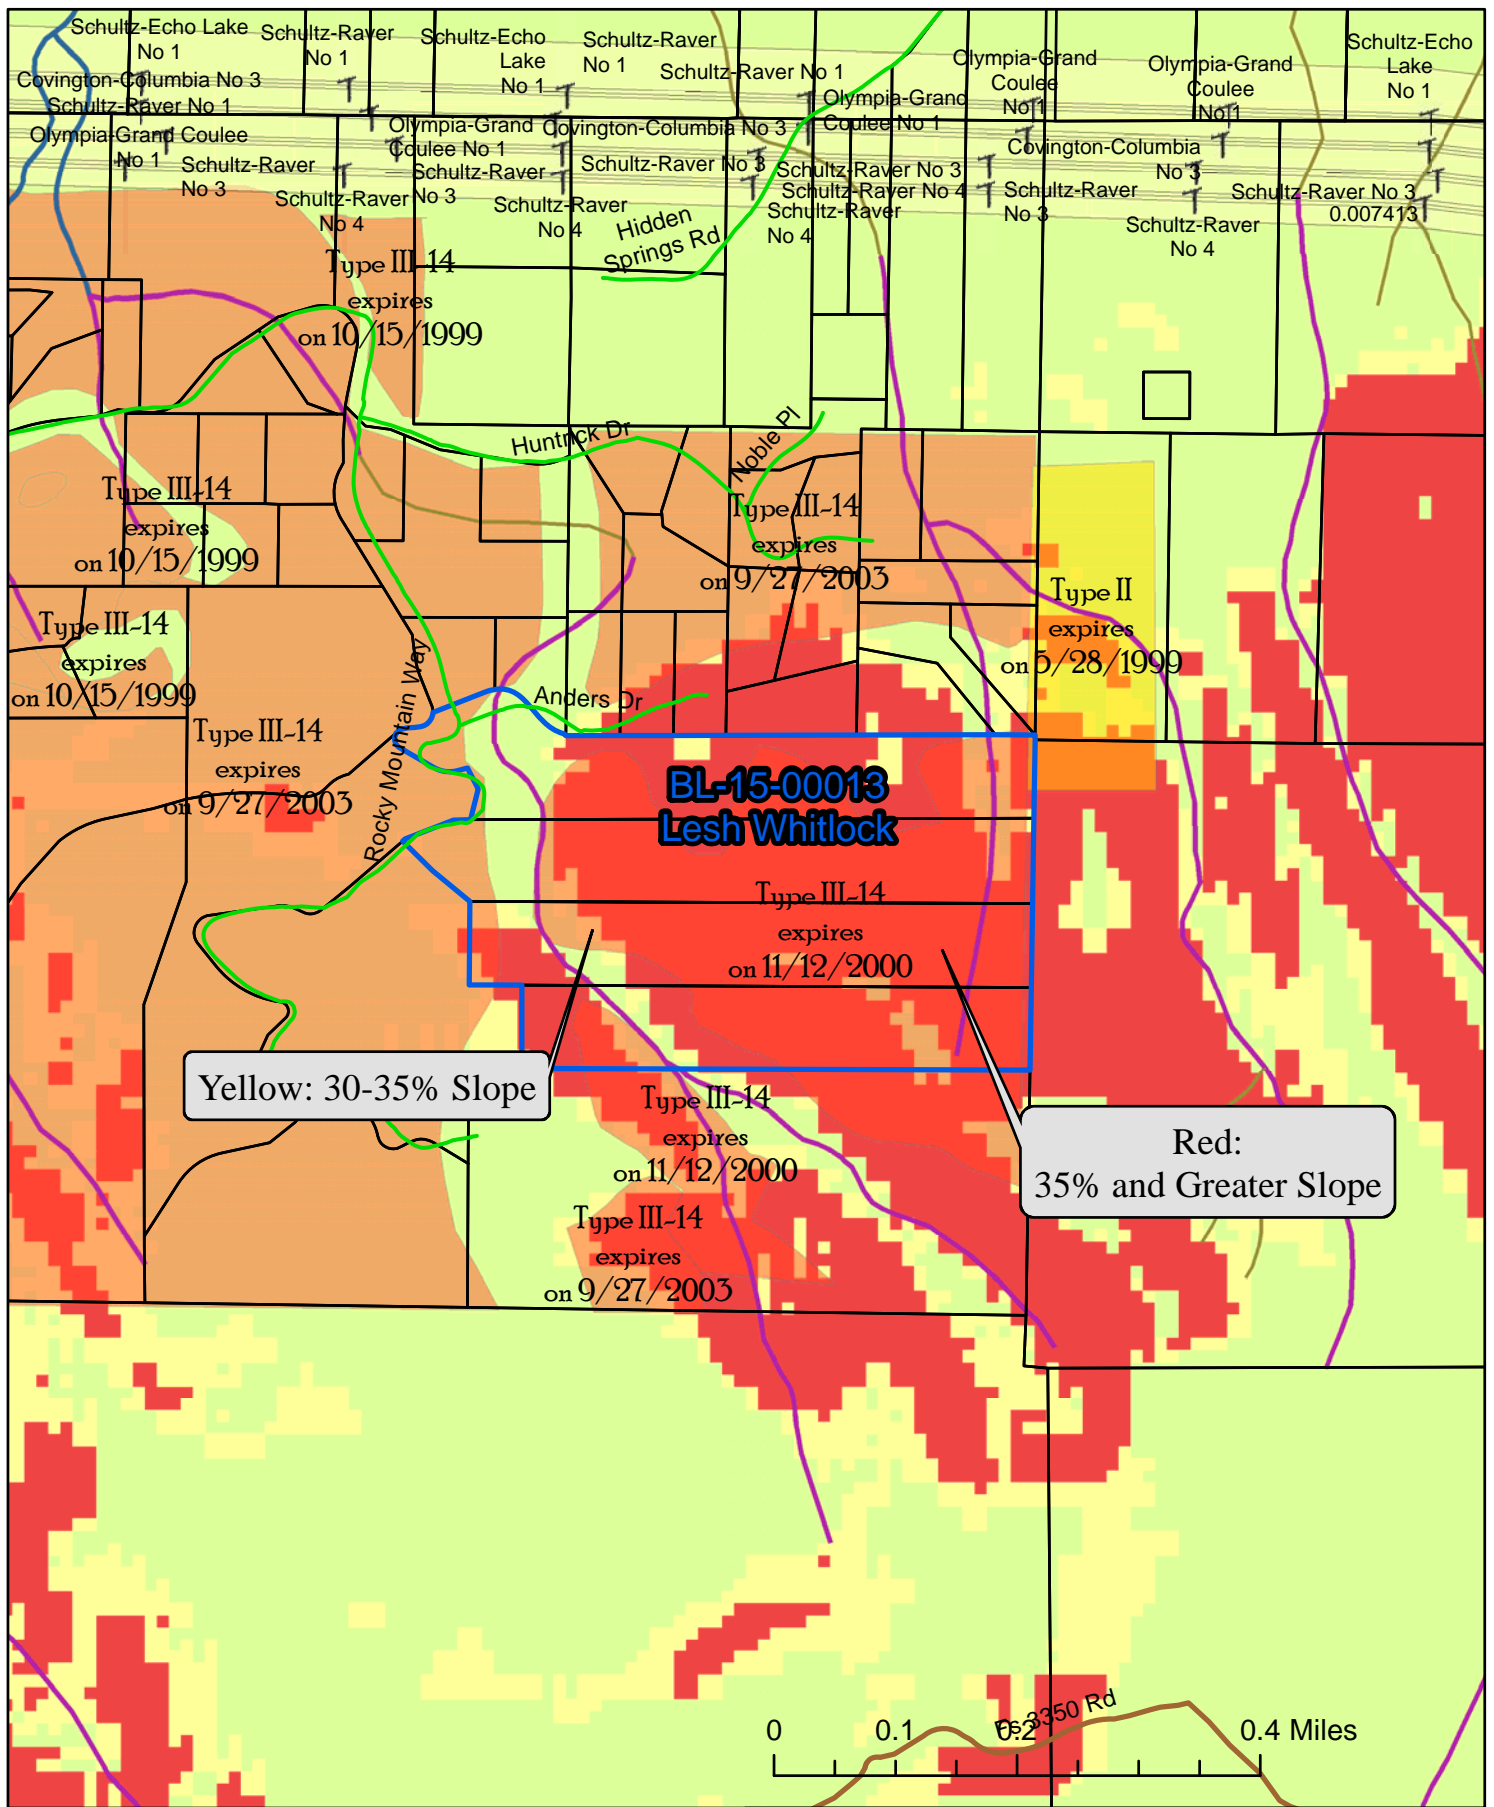 Schultz-Echo Lake
No 1
Schultz-Raver
No 1
Schultz-Echo
Lake
No 1
Schultz-Raver
No 1
Schultz-Raver No 1
Olympia-Grand
Coulee
No 1
Olympia-Grand
Coulee
No 1
Schultz-Echo
Lake
No 1
Covington-Columbia No 3
Schultz-Raver No 1
Olympia-Grand Coulee
No 1
Schultz-Raver
No 3
Schultz-Raver
No 4
Olympia-Grand
Coulee No 1
Schultz-Raver
No 3
Schultz-Raver
No 4
Covington-Columbia No 3
Schultz-Raver No 3
Olympia-Grand
Coulee No 1
Schultz-Raver No 3
Schultz-Raver No 4
Schultz-Raver
No 4
Covington-Columbia
No 3
Schultz-Raver
No 3
Schultz-Raver
No 4
Schultz-Raver No 3
0.007413
Hidden
Springs Rd
Type III-14
expires
on 10/15/1999
Huntrick Dr
Noble Pl
Type III-14
expires
on 10/15/1999
Type III-14
expires
on 9/27/2003
Type II
expires
on 5/28/1999
Type III-14
expires
on 10/15/1999
Rocky Mountain Way
Anders Dr
Type III-14
expires
on 9/27/2003
BL-15-00013
Lesh Whitlock
Type III-14
expires
on 11/12/2000
Yellow: 30-35% Slope
Type III-14
expires
on 11/12/2000
Red:
35% and Greater Slope
Type III-14
expires
on 9/27/2003
Fs 3350 Rd
0 0.1 0.2 0.4 Miles